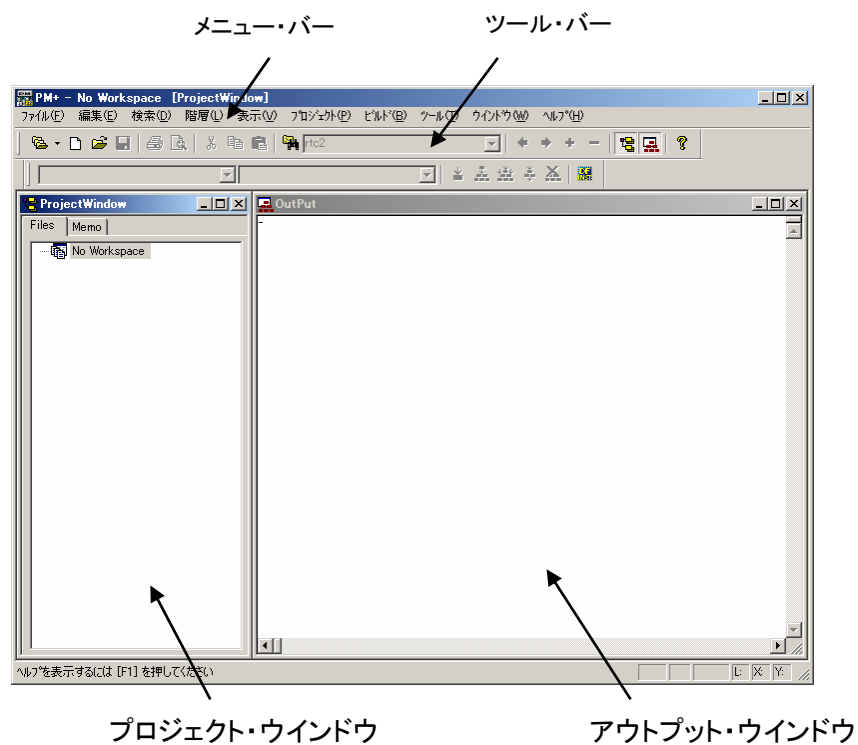 メニュー・バー
ツール・バー
PM+ - No Workspace [ProjectWindow]
ファイル(F) 編集(E) 検索(D) 階層(L) 表示(V) プロジェクト(P) ビルド(B) ツール(T) ウインドウ(W) ヘルプ(H)
rtc2
ProjectWindow
OutPut
Files Memo
No Workspace
ヘルプを表示するには [F1] を押してください
L: X: Y:
プロジェクト・ウインドウ
アウトプット・ウインドウ